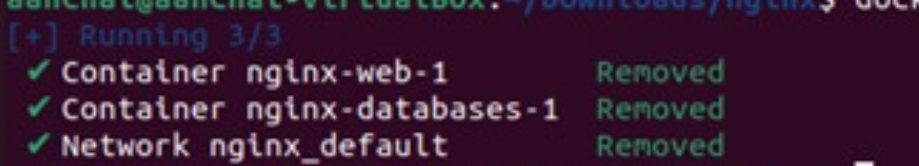 [+] Running 3/3
✔ Container nginx-web-1 Removed
✔ Container nginx-databases-1 Removed
✔ Network nginx_default Removed